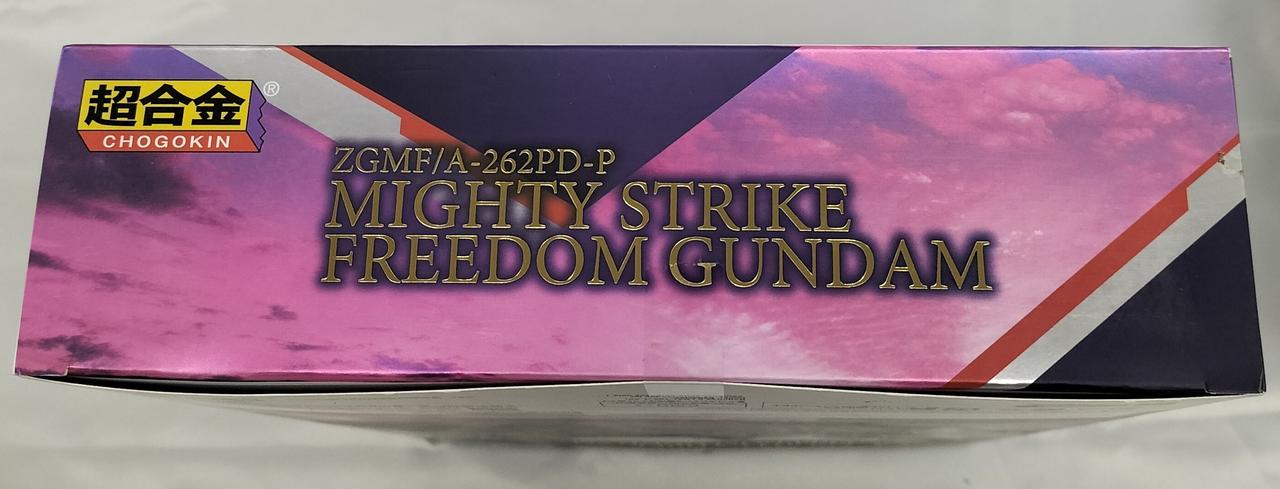 超合金®
CHOGOKIN
ZGMF/A-262PD-P
MIGHTY STRIKE
FREEDOM GUNDAM